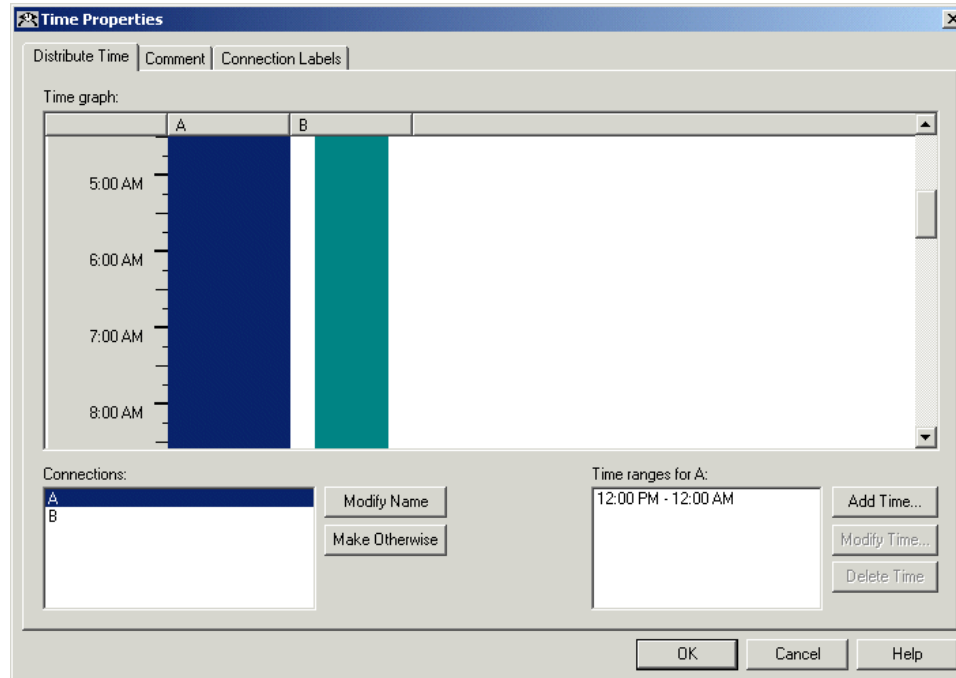 Time Properties
Distribute Time Comment Connection Labels
Time graph:
A B
5:00 AM
6:00 AM
7:00 AM
8:00 AM
Connections:
A
B
Modify Name
Make Otherwise
Time ranges for A:
12:00 PM - 12:00 AM
Add Time...
Modify Time...
Delete Time
OK Cancel Help